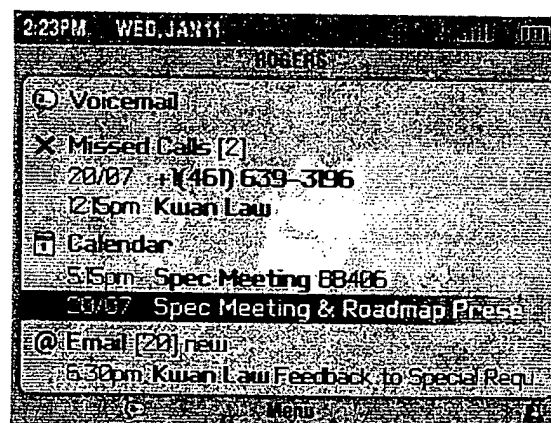 2:23PM WED, JAN 11
ROGERS
Voicemail
Missed Calls [2]
20/07 +1(461) 639-3196
12:15pm Kwan Law
Calendar
5:15pm Spec Meeting BB406
20/07 Spec Meeting & Roadmap Prese
@ Email [20] new
6:30pm Kwan Law Feedback to Special Requ...
Menu